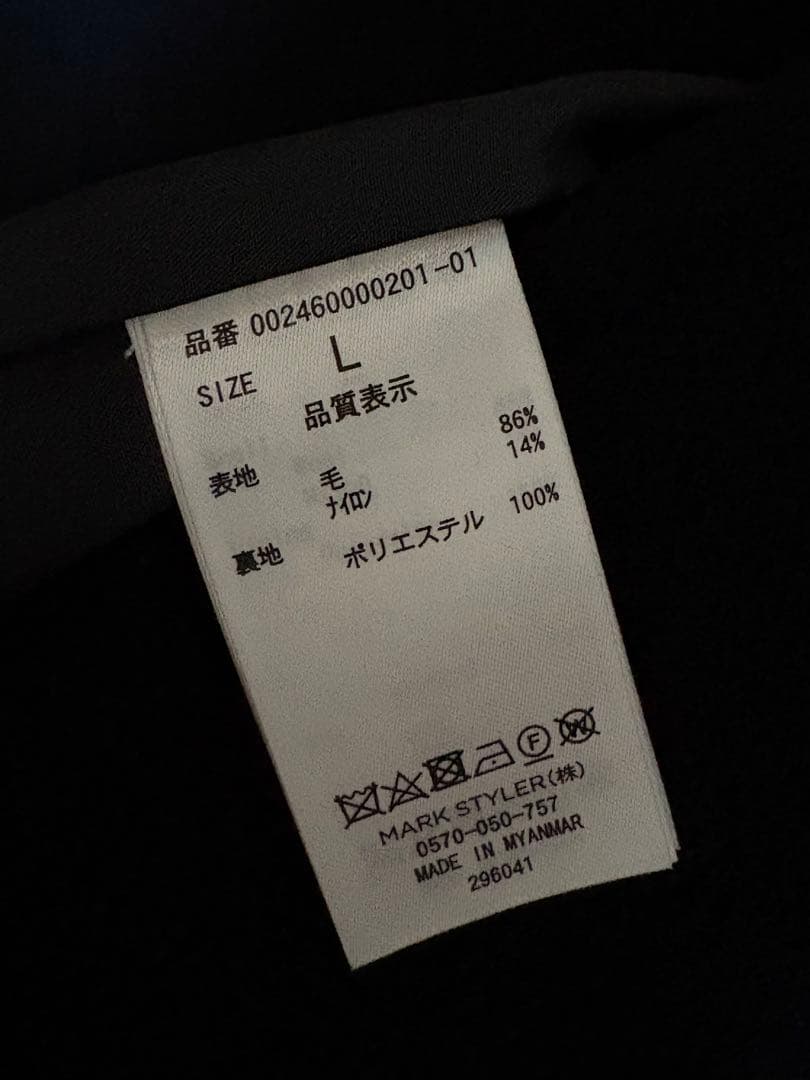 品番 002460000201-01
SIZE L
品質表示
表地 毛 86%
ﾅｲﾛﾝ 14%
裏地 ポリエステル 100%
F W
MARK STYLER(株)
0570-050-757
MADE IN MYANMAR
296041